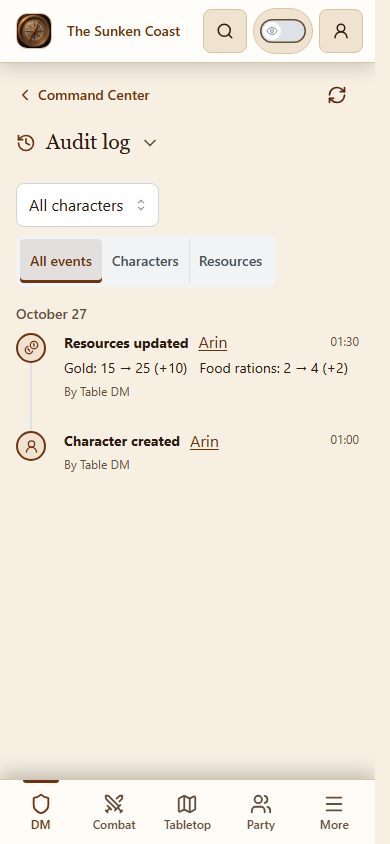 The Sunken Coast
Command Center
Audit log
All characters
All events Characters Resources
October 27
Resources updated Arin 01:30
Gold: 15 → 25 (+10) Food rations: 2 → 4 (+2)
By Table DM
Character created Arin 01:00
By Table DM
DM Combat Tabletop Party More